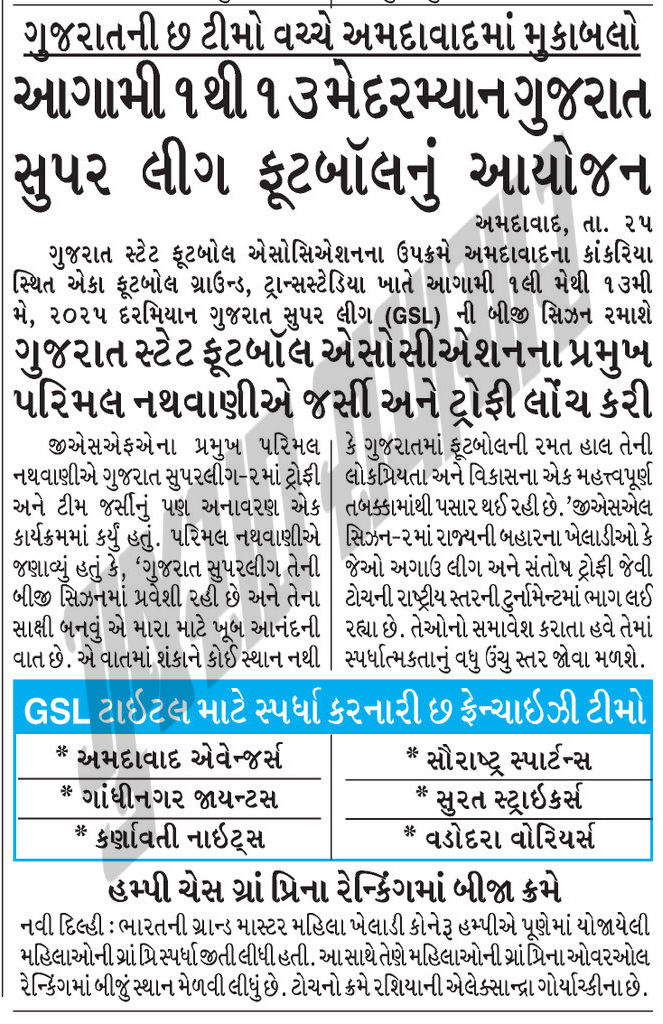 ગુજરાતની છ ટીમો વચ્ચે અમદાવાદમાં મુકાબલો
આગામી ૧થી ૧૩મે દરમ્યાન ગુજરાત
સુપર લીગ ફૂટબૉલનું આયોજન
અમદાવાદ, તા. ૨૫
ગુજરાત સ્ટેટ ફૂટબોલ એસોસિએશનના ઉપક્રમે અમદાવાદના કાંકરિયા
સ્થિત એકા ફૂટબોલ ગ્રાઉન્ડ, ટ્રાન્સસ્ટેડિયા ખાતે આગામી ૧લી મેથી ૧૩મી
મે, ૨૦૨૫ દરમિયાન ગુજરાત સુપર લીગ (GSL) ની બીજી સિઝન રમાશે
ગુજરાત સ્ટેટ ફૂટબૉલ એસોસીએશનના પ્રમુખ
પરિમલ નથવાણીએ જર્સી અને ટ્રોફી લોંચ કરી
જીએસએફએના પ્રમુખ પરિમલ
નથવાણીએ ગુજરાત સુપરલીગ-૨માં ટ્રોફી
અને ટીમ જર્સીનું પણ અનાવરણ એક
કાર્યક્રમમાં કર્યું હતું. પરિમલ નથવાણીએ
જણાવ્યું હતું કે, ‘ગુજરાત સુપરલીગ તેની
બીજી સિઝનમાં પ્રવેશી રહી છે અને તેના
સાક્ષી બનવું એ મારા માટે ખૂબ આનંદની
વાત છે. એ વાતમાં શંકાને કોઈ સ્થાન નથી
કે ગુજરાતમાં ફૂટબોલની રમત હાલ તેની
લોકપ્રિયતા અને વિકાસના એક મહત્ત્વપૂર્ણ
તબક્કામાંથી પસાર થઈ રહી છે.’જીએસએલ
સિઝન-૨માં રાજ્યની બહારના ખેલાડીઓ કે
જેઓ અગાઉ લીગ અને સંતોષ ટ્રોફી જેવી
ટોચની રાષ્ટ્રીય સ્તરની ટુર્નામેન્ટમાં ભાગ લઈ
રહ્યા છે. તેઓનો સમાવેશ કરાતા હવે તેમાં
સ્પર્ધાત્મકતાનું વધુ ઉંચુ સ્તર જોવા મળશે.
GSL ટાઇટલ માટે સ્પર્ધા કરનારી છ ફ્રેન્ચાઇઝી ટીમો
* અમદાવાદ એવેન્જર્સ
* ગાંધીનગર જાયન્ટસ
* કર્ણાવતી નાઇટ્સ
* સૌરાષ્ટ્ર સ્પાર્ટન્સ
* સુરત સ્ટ્રાઇકર્સ
* વડોદરા વોરિયર્સ
હમ્પી ચેસ ગ્રાં પ્રિના રેન્કિંગમાં બીજા ક્રમે
નવી દિલ્હી : ભારતની ગ્રાન્ડ માસ્ટર મહિલા ખેલાડી કોનેરૂ હમ્પીએ પૂણેમાં યોજાયેલી
મહિલાઓની ગ્રાં પ્રિ સ્પર્ધા જીતી લીધી હતી. આ સાથે તેણે મહિલાઓની ગ્રાં પ્રિના ઓવરઓલ
રેન્કિંગમાં બીજું સ્થાન મેળવી લીધું છે. ટોચનો ક્રમે રશિયાની એલેક્સાન્દ્રા ગોર્યાચ્કીના છે.